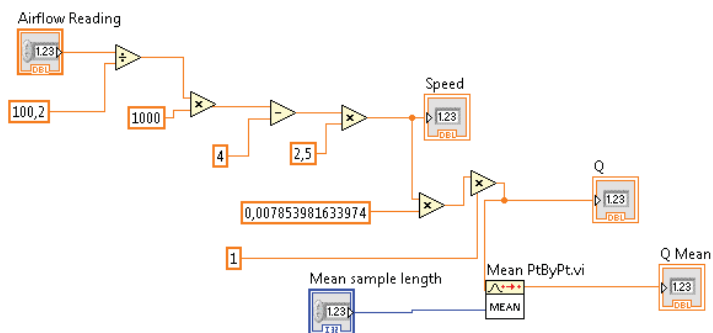 Airflow Reading
1.23
DBL
÷
100,2
×
1000
−
4
×
2,5
Speed
1.23
DBL
×
0,007853981633974
×
1
Q
1.23
DBL
Mean PtByPt.vi
MEAN
Q Mean
1.23
DBL
Mean sample length
1.23
I32